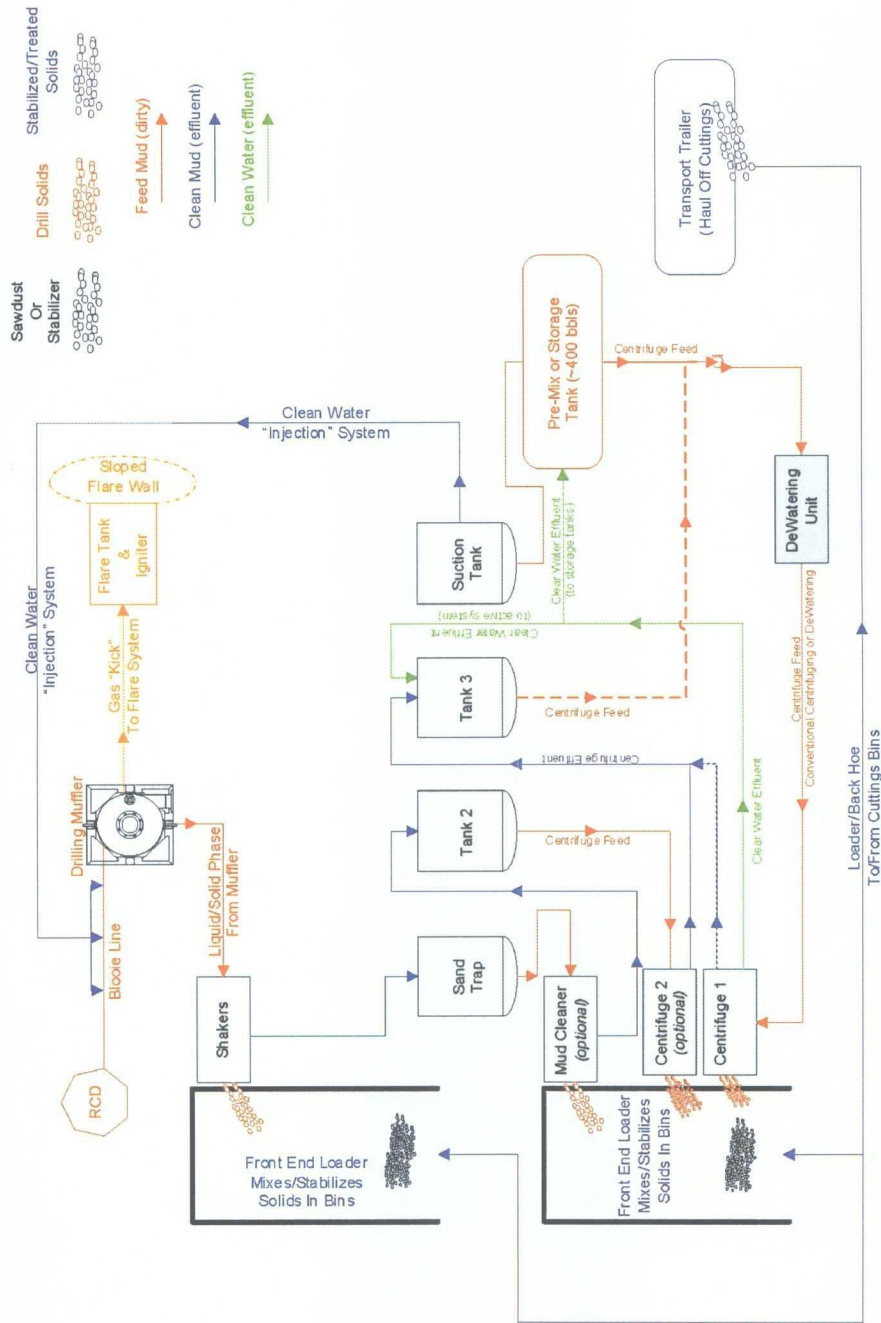 Sawdust
Or
Stabilizer
Drill Solids
Stabilized/Treated
Solids
Feed Mud (dirty)
Clean Mud (effluent)
Clean Water (effluent)
Clean Water
"Injection" System
Clean Water
"Injection" System
Sloped
Flare Wall
Flare Tank
&
Igniter
Gas "Kick"
To Flare System
Drilling Muffler
Blooie Line
RCD
Liquid/Solid Phase
From Muffler
Shakers
Sand
Trap
Tank 2
Tank 3
Suction
Tank
Pre-Mix or Storage
Tank (~400 bbls)
Centrifuge Feed
Clear Water Effluent
(to storage tanks)
Clear Water Effluent
(to active system)
Centrifuge Feed
Centrifuge Feed
Centrifuge Effluent
Mud Cleaner
(optional)
Centrifuge 2
(optional)
Centrifuge 1
Clear Water Effluent
DeWatering
Unit
Centrifuge Feed
Conventional Centrifuging or DeWatering
Front End Loader
Mixes/Stabilizes
Solids In Bins
Front End Loader
Mixes/Stabilizes
Solids In Bins
Transport Trailer
(Haul Off Cuttings)
Loader/Back Hoe
To/From Cuttings Bins